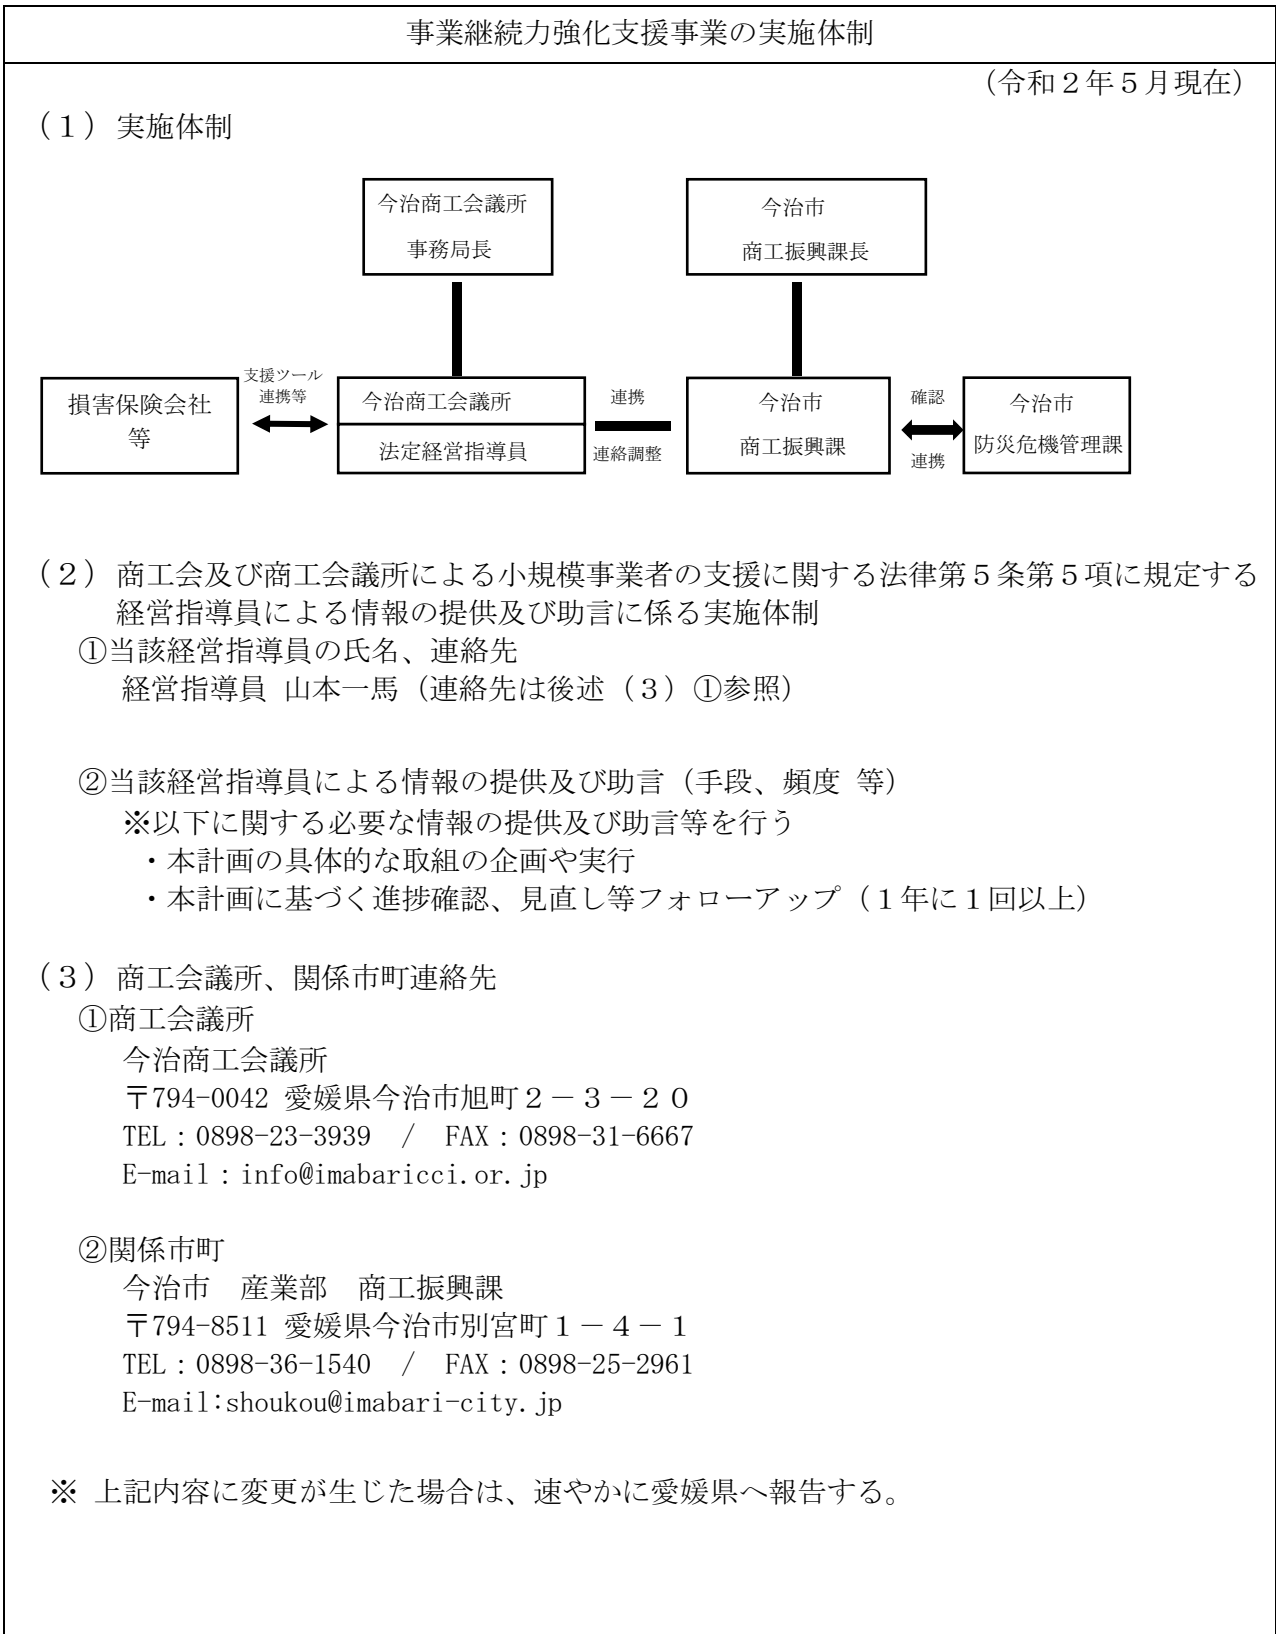 事業継続力強化支援事業の実施体制
（令和２年５月現在）
（１）実施体制
今治商工会議所
事務局長
今治市
商工振興課長
損害保険会社
等
支援ツール
連携等
今治商工会議所
法定経営指導員
連携
連絡調整
今治市
商工振興課
確認
連携
今治市
防災危機管理課
（２）商工会及び商工会議所による小規模事業者の支援に関する法律第５条第５項に規定する
経営指導員による情報の提供及び助言に係る実施体制
①当該経営指導員の氏名、連絡先
経営指導員 山本一馬（連絡先は後述（３）①参照）
②当該経営指導員による情報の提供及び助言（手段、頻度 等）
※以下に関する必要な情報の提供及び助言等を行う
・本計画の具体的な取組の企画や実行
・本計画に基づく進捗確認、見直し等フォローアップ（１年に１回以上）
（３）商工会議所、関係市町連絡先
①商工会議所
今治商工会議所
〒794-0042 愛媛県今治市旭町２－３－２０
TEL：0898-23-3939 / FAX：0898-31-6667
E-mail：info@imabaricci.or.jp
②関係市町
今治市　産業部　商工振興課
〒794-8511 愛媛県今治市別宮町１－４－１
TEL：0898-36-1540 / FAX：0898-25-2961
E-mail:shoukou@imabari-city.jp
※ 上記内容に変更が生じた場合は、速やかに愛媛県へ報告する。